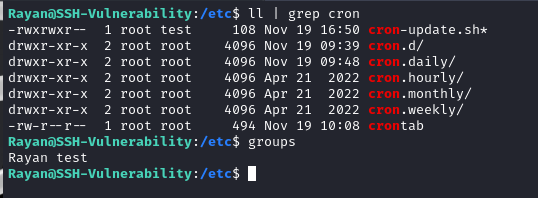 Rayan@SSH-Vulnerability:/etc$ ll | grep cron
-rwxrwxr-- 1 root test 108 Nov 19 16:50 cron-update.sh*
drwxr-xr-x 2 root root 4096 Nov 19 09:39 cron.d/
drwxr-xr-x 2 root root 4096 Nov 19 09:48 cron.daily/
drwxr-xr-x 2 root root 4096 Apr 21 2022 cron.hourly/
drwxr-xr-x 2 root root 4096 Apr 21 2022 cron.monthly/
drwxr-xr-x 2 root root 4096 Apr 21 2022 cron.weekly/
-rw-r--r-- 1 root root 494 Nov 19 10:08 crontab
Rayan@SSH-Vulnerability:/etc$ groups
Rayan test
Rayan@SSH-Vulnerability:/etc$